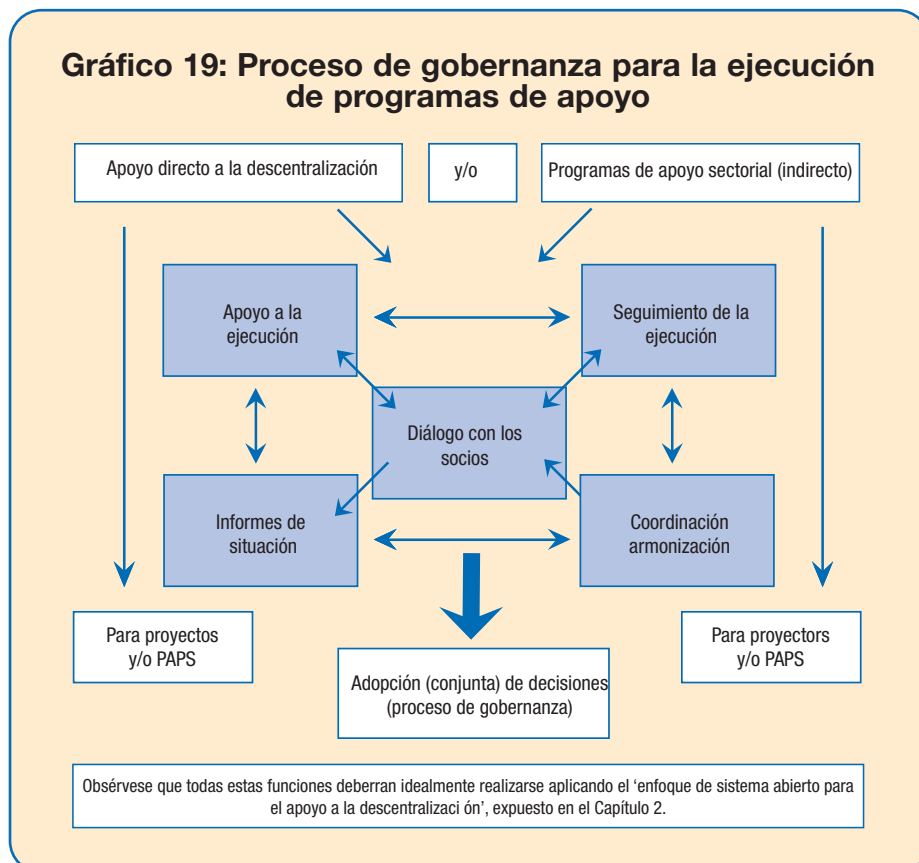 Gráfico 19: Proceso de gobernanza para la ejecución
de programas de apoyo
Apoyo directo a la descentralización
y/o
Programas de apoyo sectorial (indirecto)
Apoyo a la
ejecución
Seguimiento de la
ejecución
Diálogo con los
socios
Informes de
situación
Coordinación
armonización
Para proyectos
y/o PAPS
Para proyectors
y/o PAPS
Adopción (conjunta) de decisiones
(proceso de gobernanza)
Obsérvese que todas estas funciones deberran idealmente realizarse aplicando el ‘enfoque de sistema abierto para
el apoyo a la descentralizaci ón’, expuesto en el Capítulo 2.